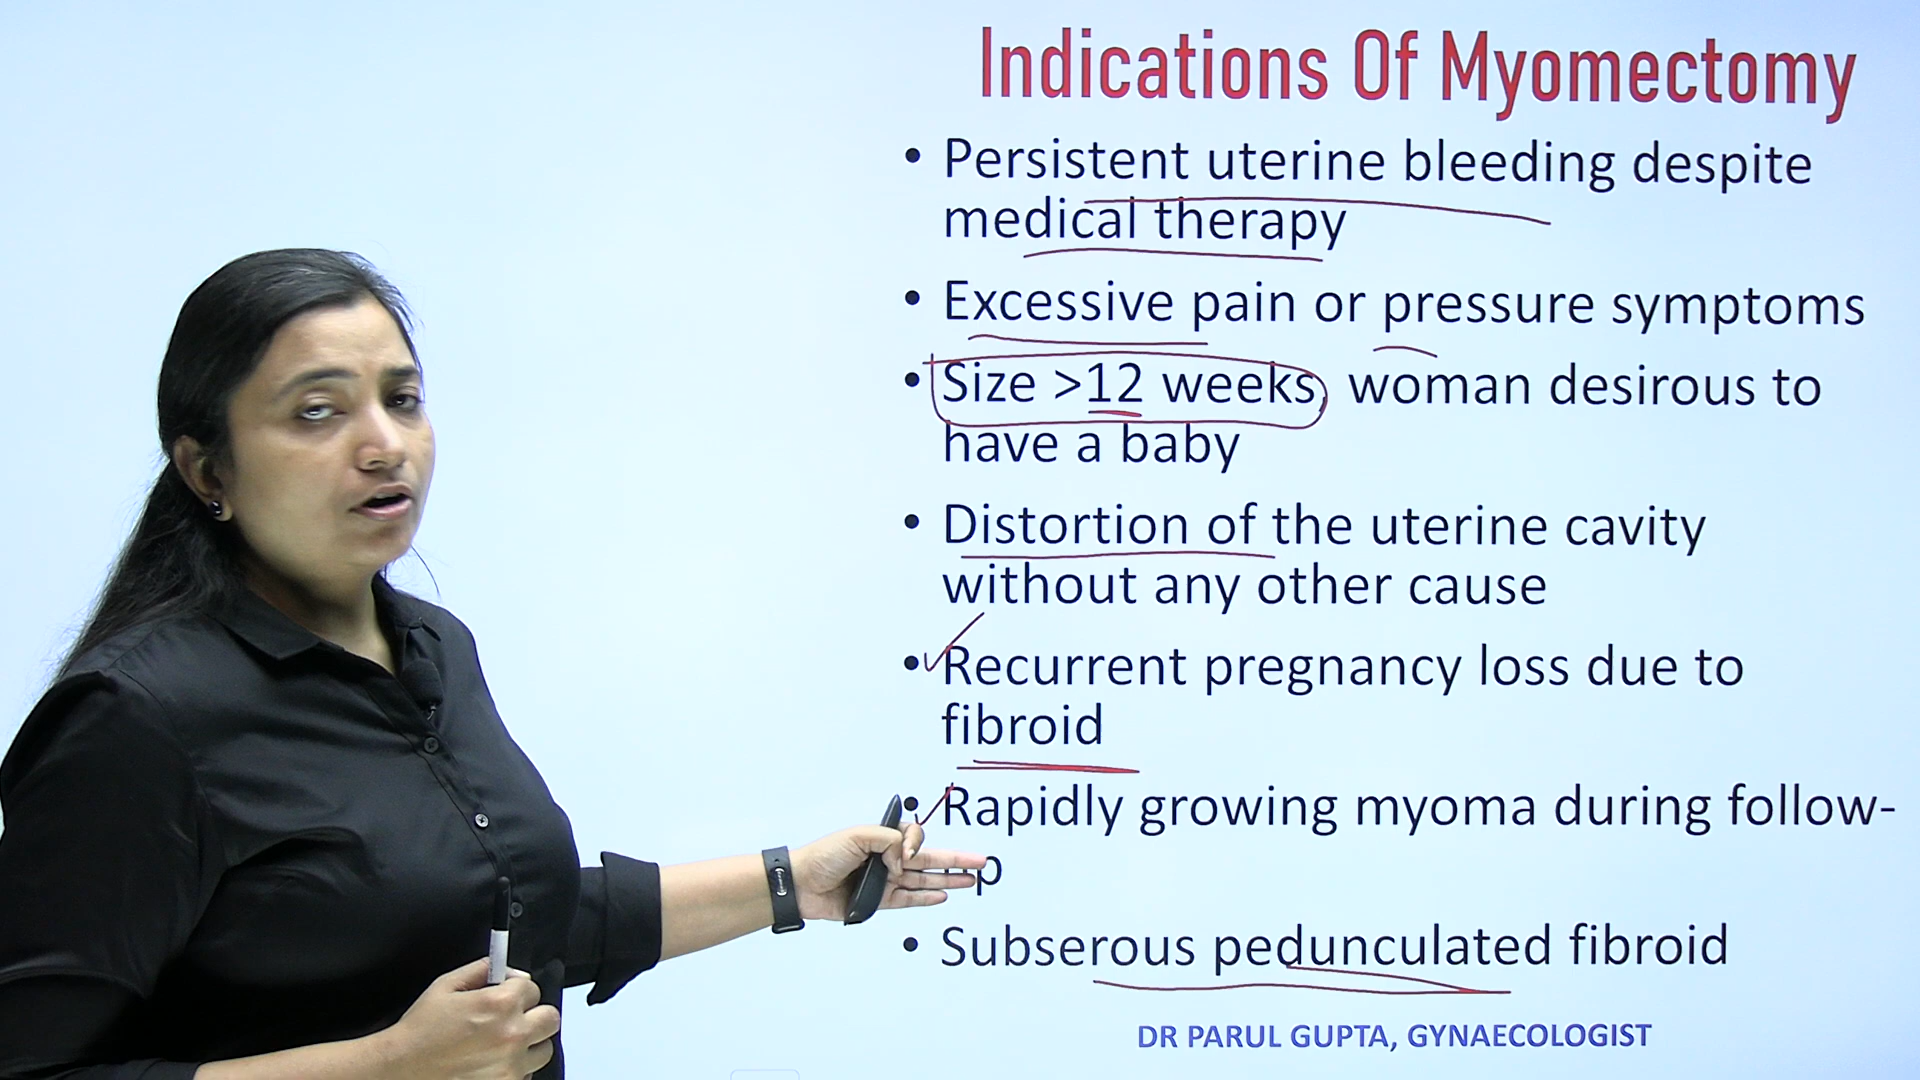 Indications Of Myomectomy
• Persistent uterine bleeding despite
medical therapy
• Excessive pain or pressure symptoms
• Size >12 weeks, woman desirous to
have a baby
• Distortion of the uterine cavity
without any other cause
• Recurrent pregnancy loss due to
fibroid
• Rapidly growing myoma during follow-
• Subserous pedunculated fibroid
DR PARUL GUPTA, GYNAECOLOGIST